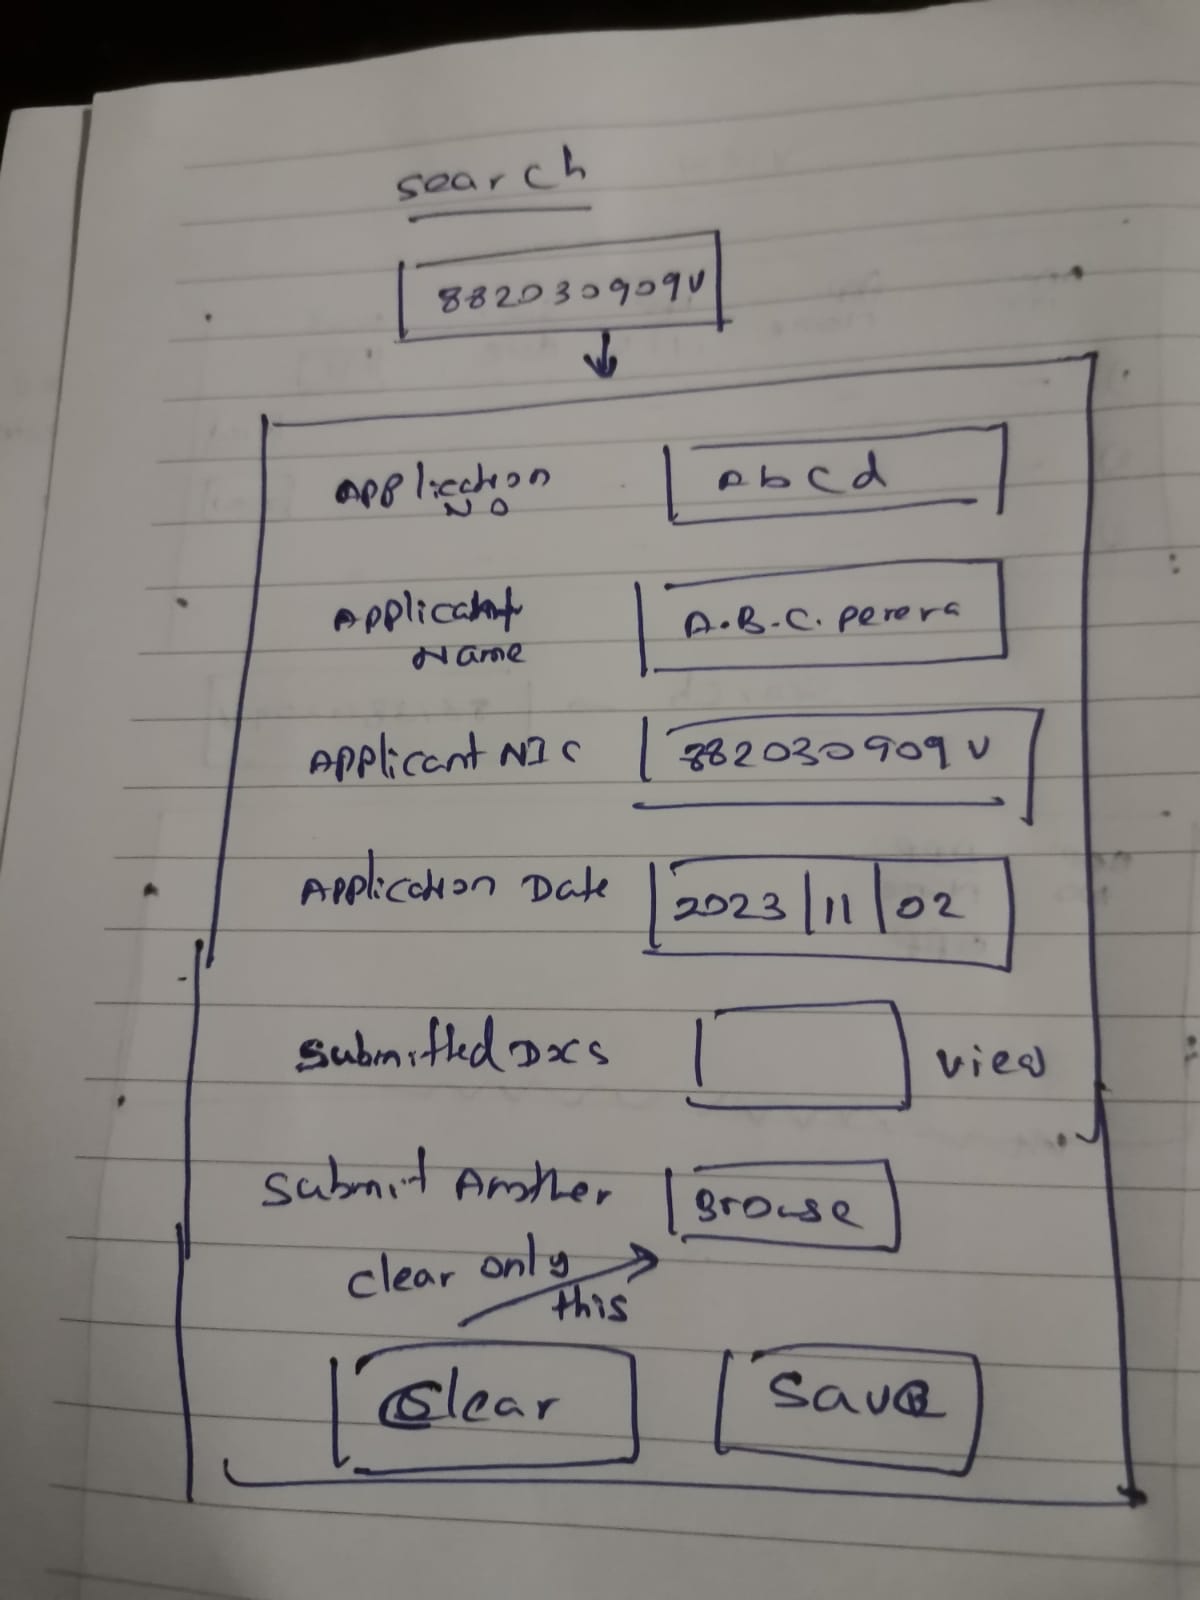 search
882030909V
Application
NO
Abcd
Applicant
Name
A.B.C. perera
Applicant NIC
882030909V
Application Date
2023/11/02
Submitted Docs
view
Submit Another
Browse
clear only
this
Clear
Save